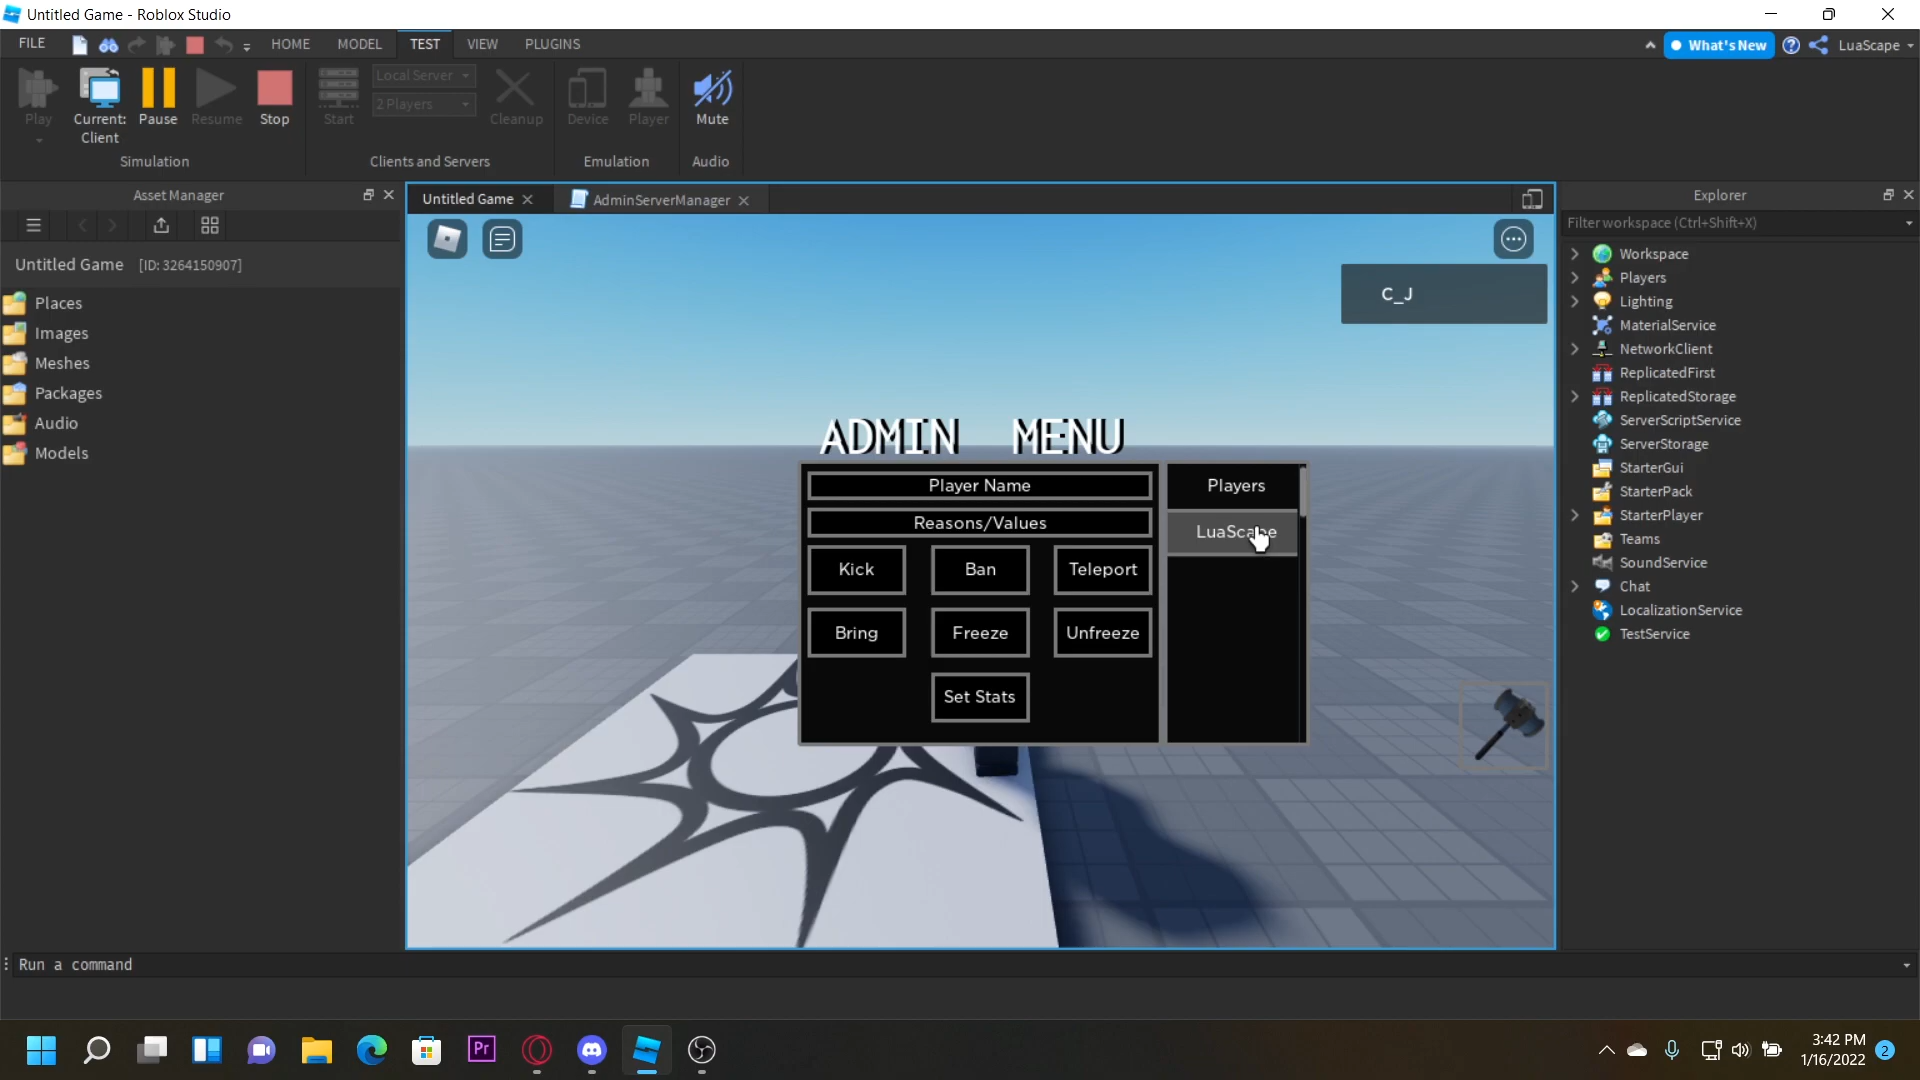 Untitled Game - Roblox Studio
FILE HOME MODEL TEST VIEW PLUGINS What's New LuaScape
Play Current: Client Pause Resume Stop Start Local Server 2 Players Cleanup Device Player Mute
Simulation Clients and Servers Emulation Audio
Asset Manager
Untitled Game [ID: 3264150907]
Places
Images
Meshes
Packages
Audio
Models
Untitled Game AdminServerManager
C_J
ADMIN MENU
Player Name
Reasons/Values
Kick Ban Teleport
Bring Freeze Unfreeze
Set Stats
Players
LuaScape
Explorer
Filter workspace (Ctrl+Shift+X)
Workspace
Players
Lighting
MaterialService
NetworkClient
ReplicatedFirst
ReplicatedStorage
ServerScriptService
ServerStorage
StarterGui
StarterPack
StarterPlayer
Teams
SoundService
Chat
LocalizationService
TestService
Run a command
Pr
3:42 PM
1/16/2022 2